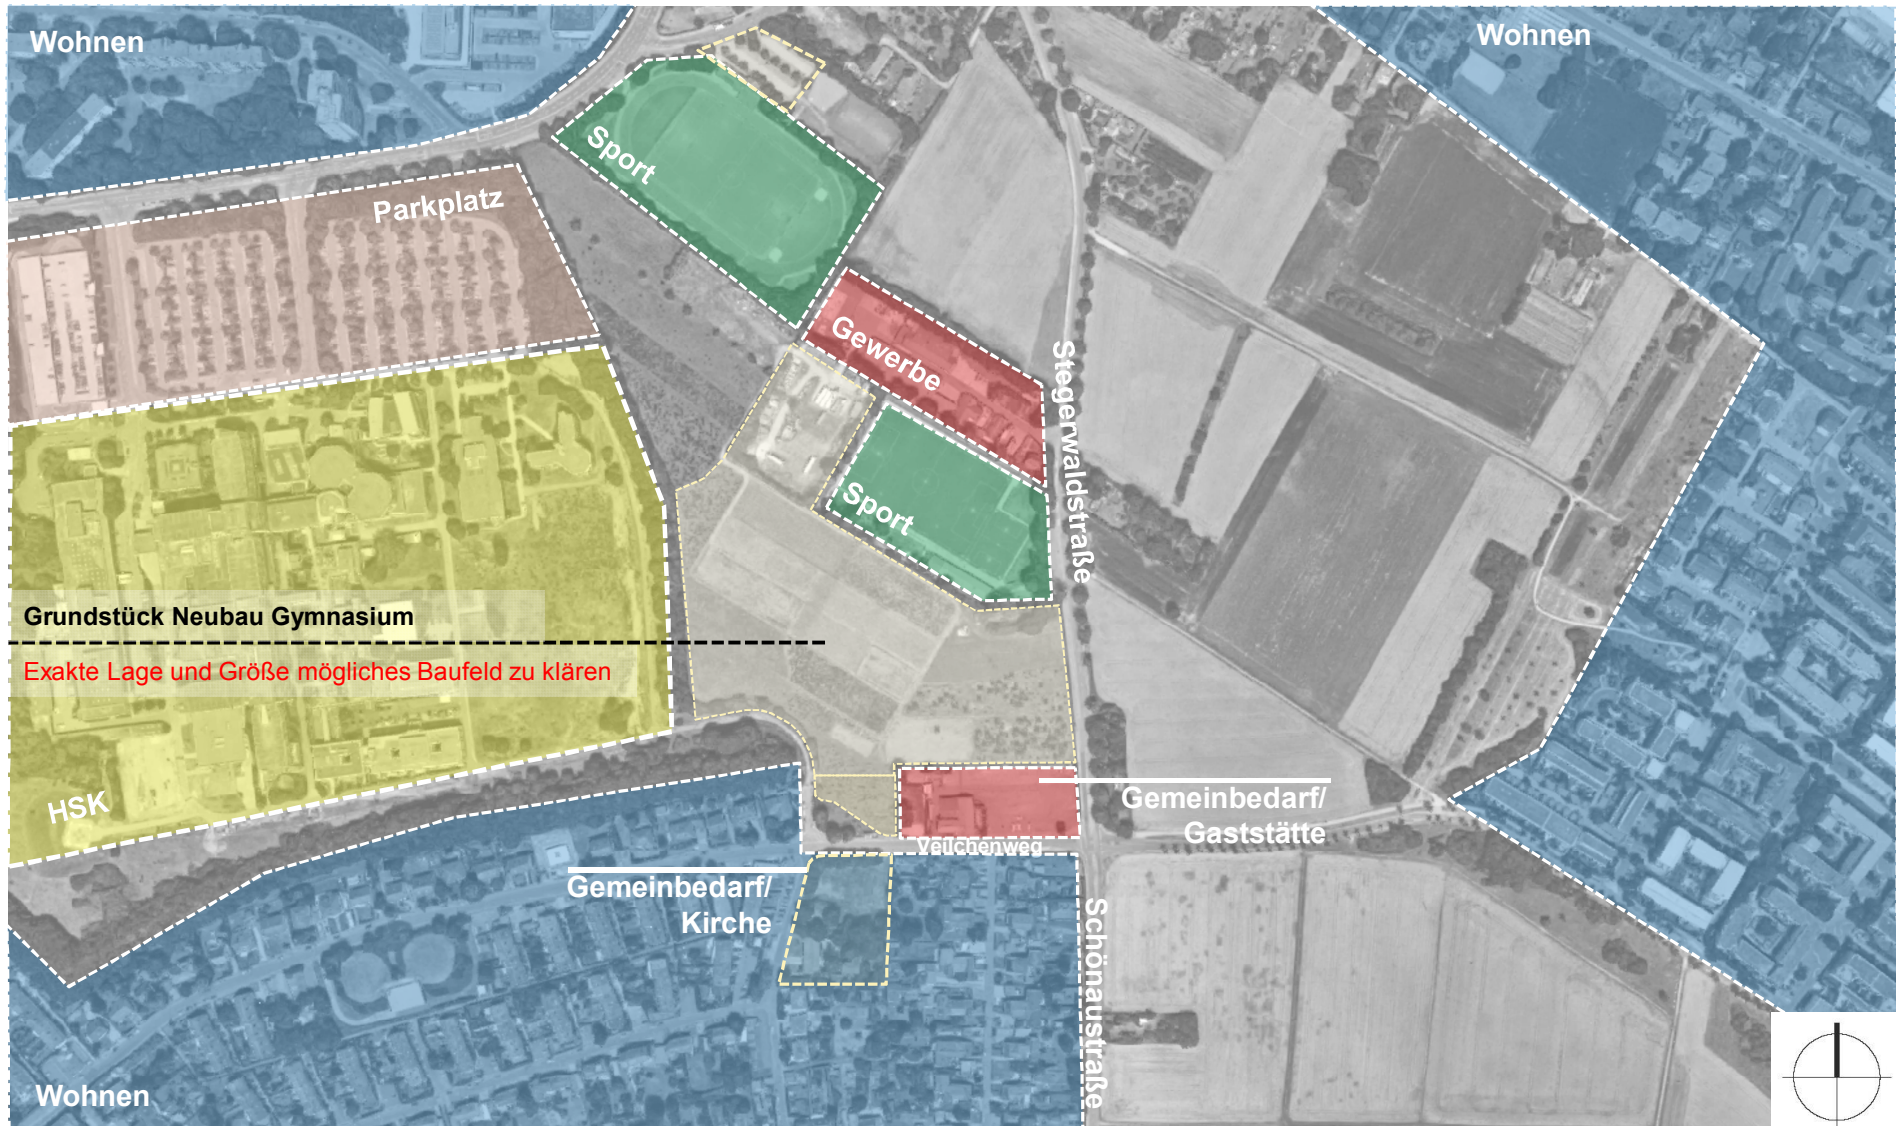 Wohnen
Wohnen
Sport
Parkplatz
Gewerbe
Stegerwaldstraße
Sport
Grundstück Neubau Gymnasium
Exakte Lage und Größe mögliches Baufeld zu klären
HSK
Gemeinbedarf/
Gaststätte
Veilchenweg
Gemeinbedarf/
Kirche
Schönaustraße
Wohnen